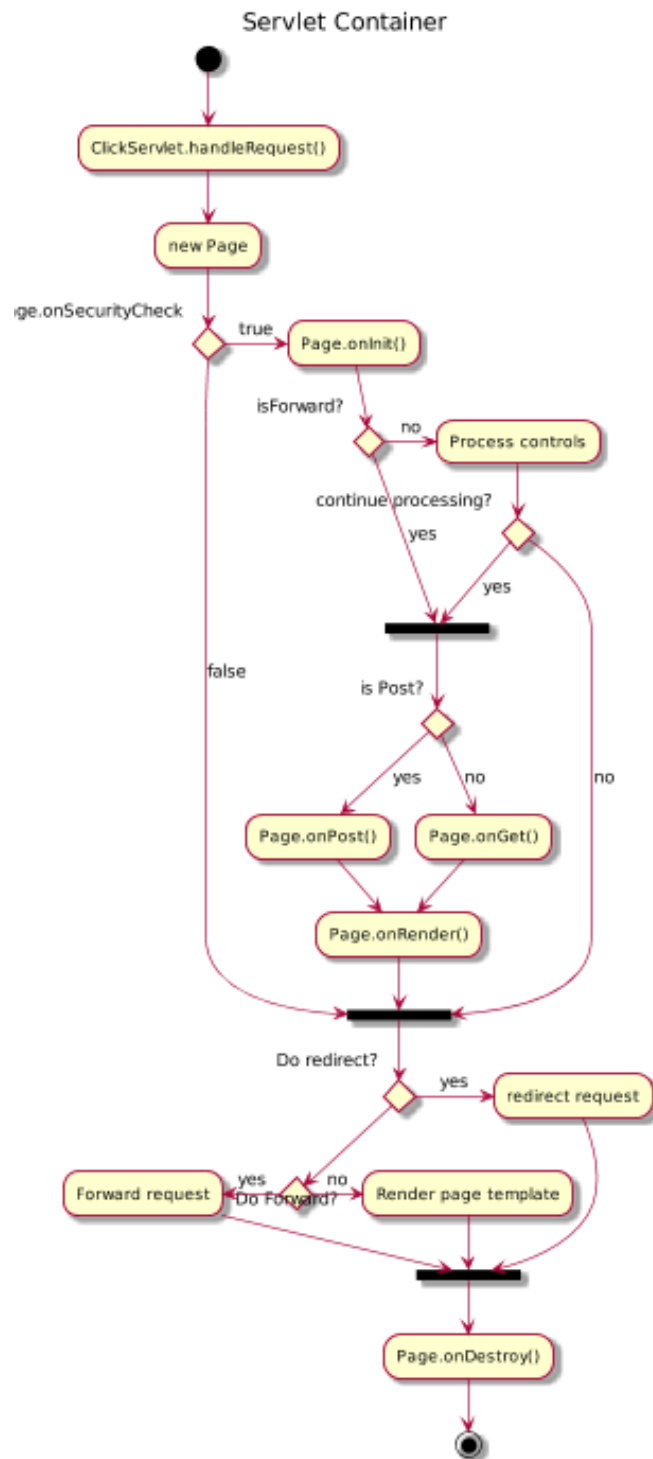 Servlet Container
ClickServlet.handleRequest()
new Page
ge.onSecurityCheck
true
Page.onInit()
isForward?
no
Process controls
continue processing?
yes
yes
false
is Post?
yes
no
no
Page.onPost()
Page.onGet()
Page.onRender()
Do redirect?
yes
redirect request
Forward request
yes
Do Forward?
no
Render page template
Page.onDestroy()